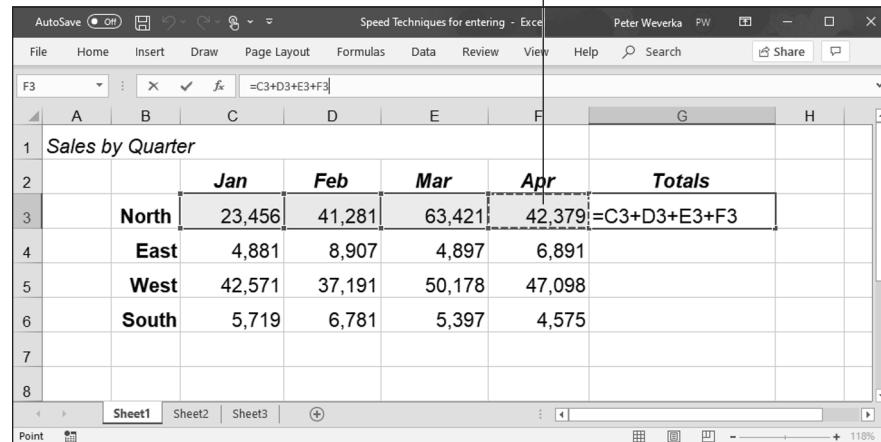 AutoSave Off Speed Techniques for entering - Excel Peter Weverka PW
File Home Insert Draw Page Layout Formulas Data Review View Help Search Share
F3 fx =C3+D3+E3+F3
A B C D E F G H
1 Sales by Quarter
2 Jan Feb Mar Apr Totals
3 North 23,456 41,281 63,421 42,379 =C3+D3+E3+F3
4 East 4,881 8,907 4,897 6,891
5 West 42,571 37,191 50,178 47,098
6 South 5,719 6,781 5,397 4,575
7
8
Sheet1 Sheet2 Sheet3
Point 118%